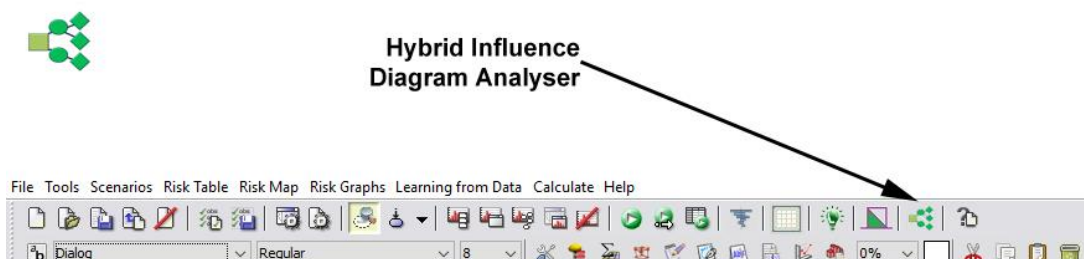 Hybrid Influence
Diagram Analyser
File Tools Scenarios Risk Table Risk Map Risk Graphs Learning from Data Calculate Help
ab Dialog Regular 8 0%